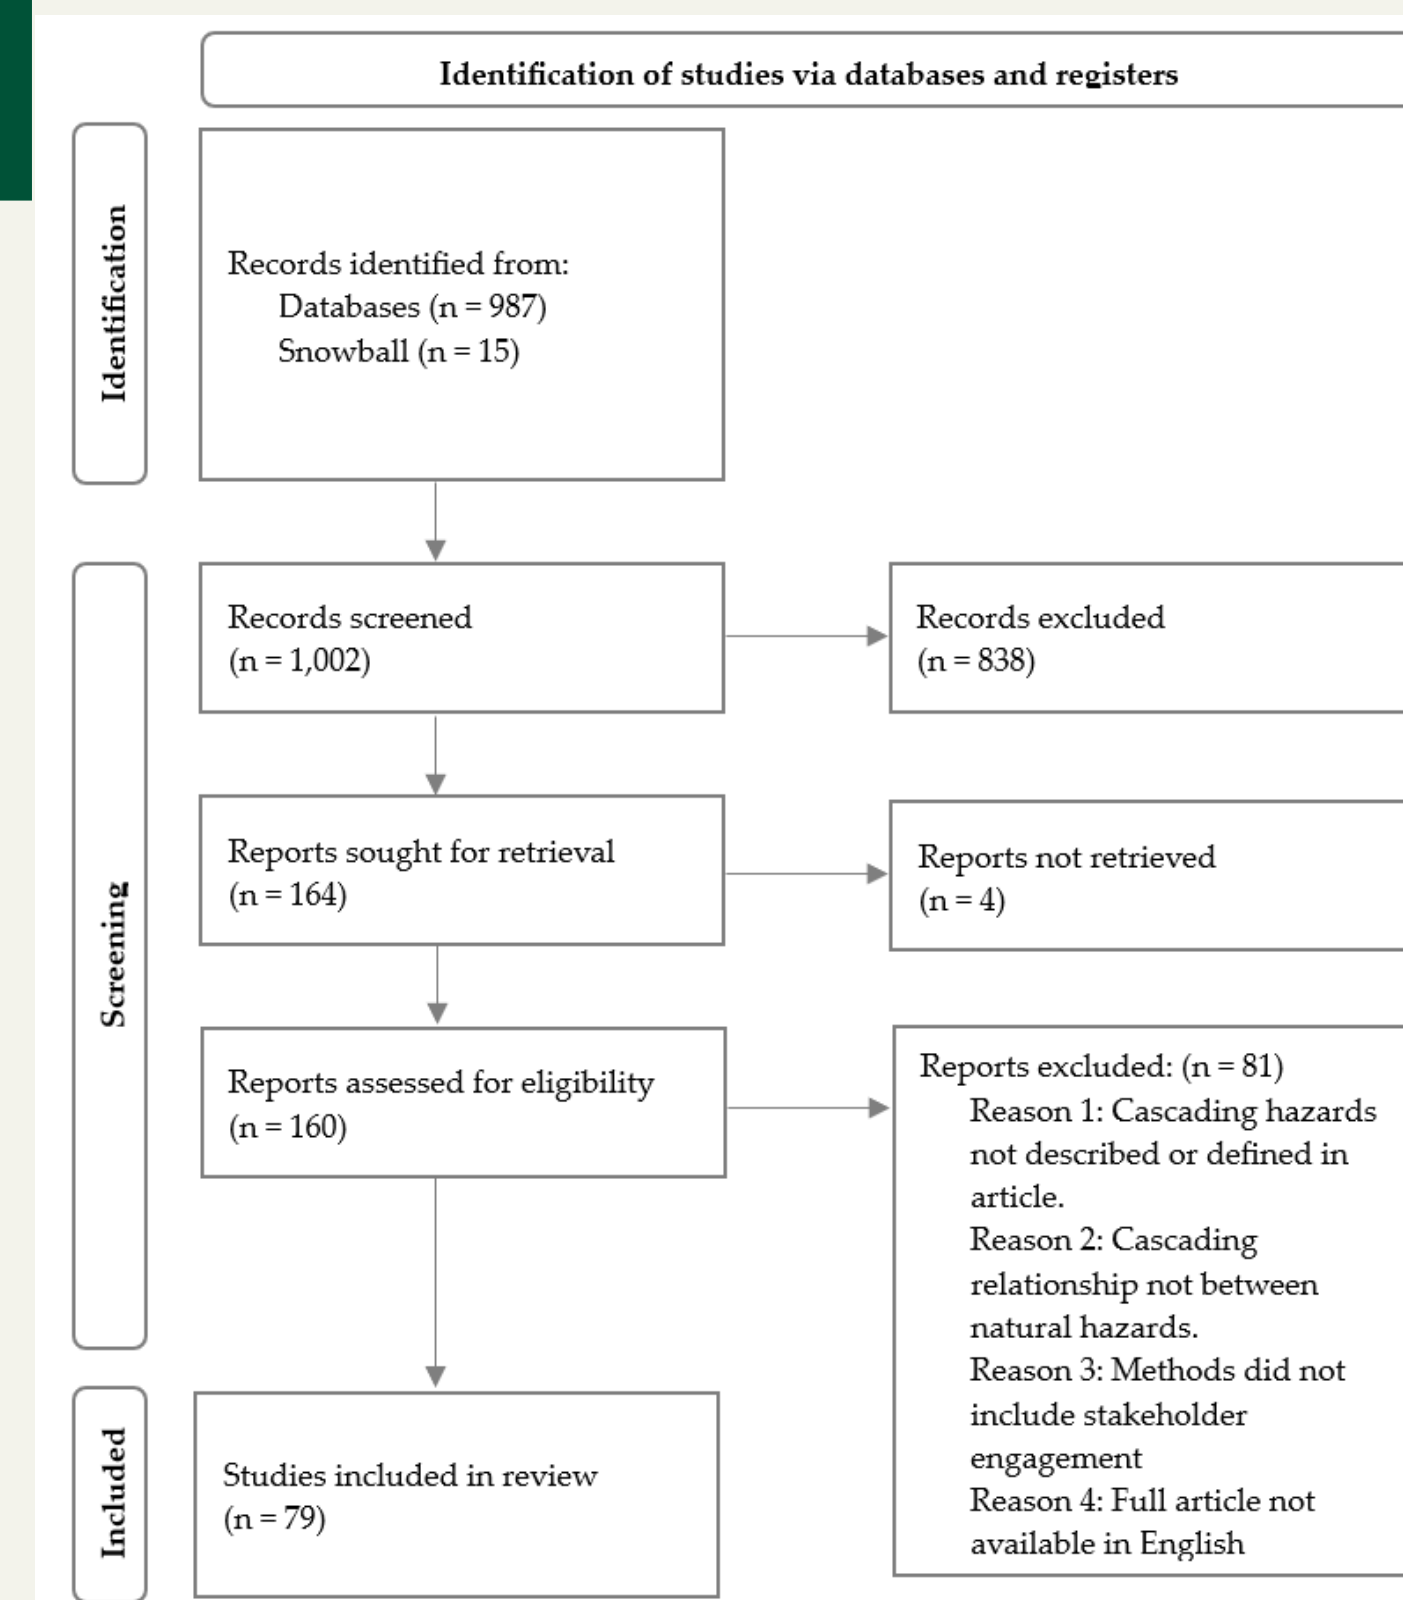 Identification of studies via databases and registers
Identification
Records identified from:
Databases (n = 987)
Snowball (n = 15)
Screening
Records screened
(n = 1,002)
Records excluded
(n = 838)
Reports sought for retrieval
(n = 164)
Reports not retrieved
(n = 4)
Reports assessed for eligibility
(n = 160)
Reports excluded: (n = 81)
Reason 1: Cascading hazards
not described or defined in
article.
Reason 2: Cascading
relationship not between
natural hazards.
Reason 3: Methods did not
include stakeholder
engagement
Reason 4: Full article not
available in English
Included
Studies included in review
(n = 79)